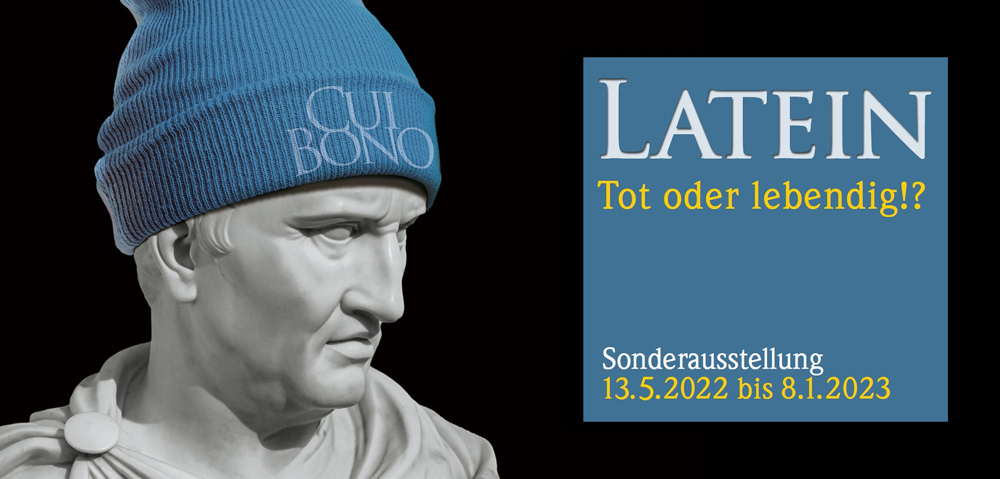 CUI
BONO
LATEIN
Tot oder lebendig!?
Sonderausstellung
13.5.2022 bis 8.1.2023